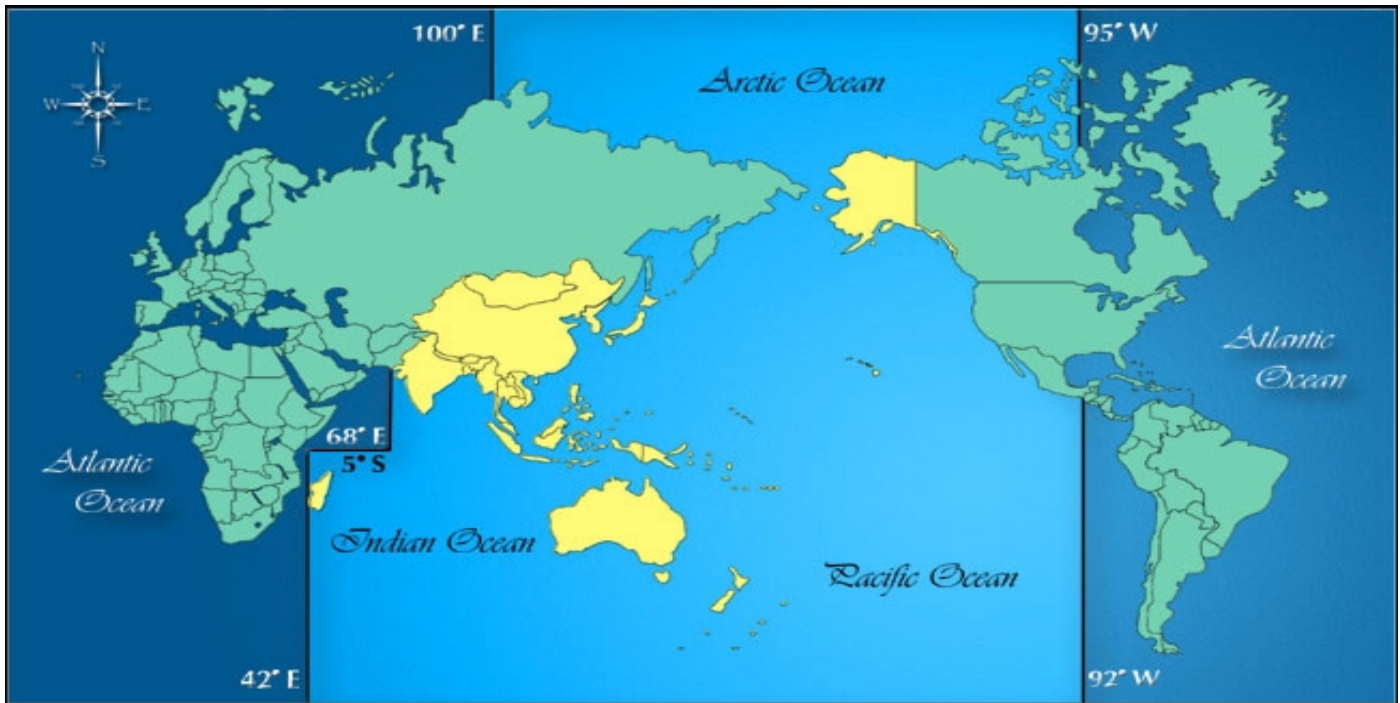 100° E
95° W
Arctic Ocean
N
W E
S
Atlantic
Ocean
68° E
5° S
Atlantic
Ocean
Indian Ocean
Pacific Ocean
42° E
92° W